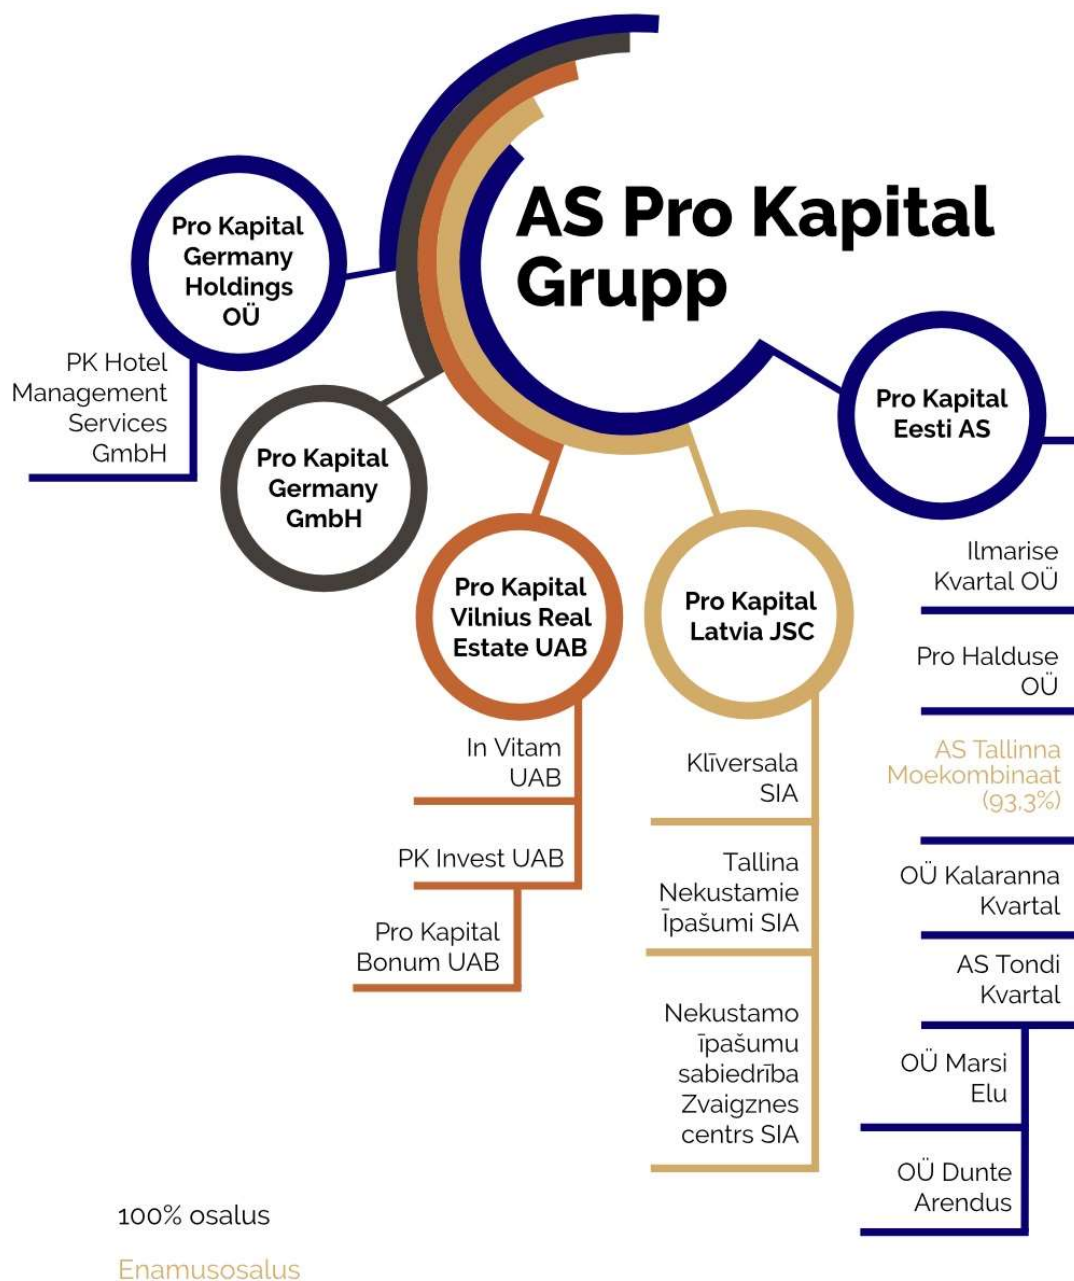 AS Pro Kapital
Grupp
Pro Kapital
Germany
Holdings
OÜ
PK Hotel
Management
Services
GmbH
Pro Kapital
Germany
GmbH
Pro Kapital
Vilnius Real
Estate UAB
In Vitam
UAB
PK Invest UAB
Pro Kapital
Bonum UAB
Pro Kapital
Latvia JSC
Klīversala
SIA
Tallina
Nekustamie
Īpašumi SIA
Nekustamo
īpašumu
sabiedrība
Zvaigznes
centrs SIA
Pro Kapital
Eesti AS
Ilmarise
Kvartal OÜ
Pro Halduse
OÜ
AS Tallinna
Moekombinaat
(93,3%)
OÜ Kalaranna
Kvartal
AS Tondi
Kvartal
OÜ Marsi
Elu
OÜ Dunte
Arendus
100% osalus
Enamusosalus